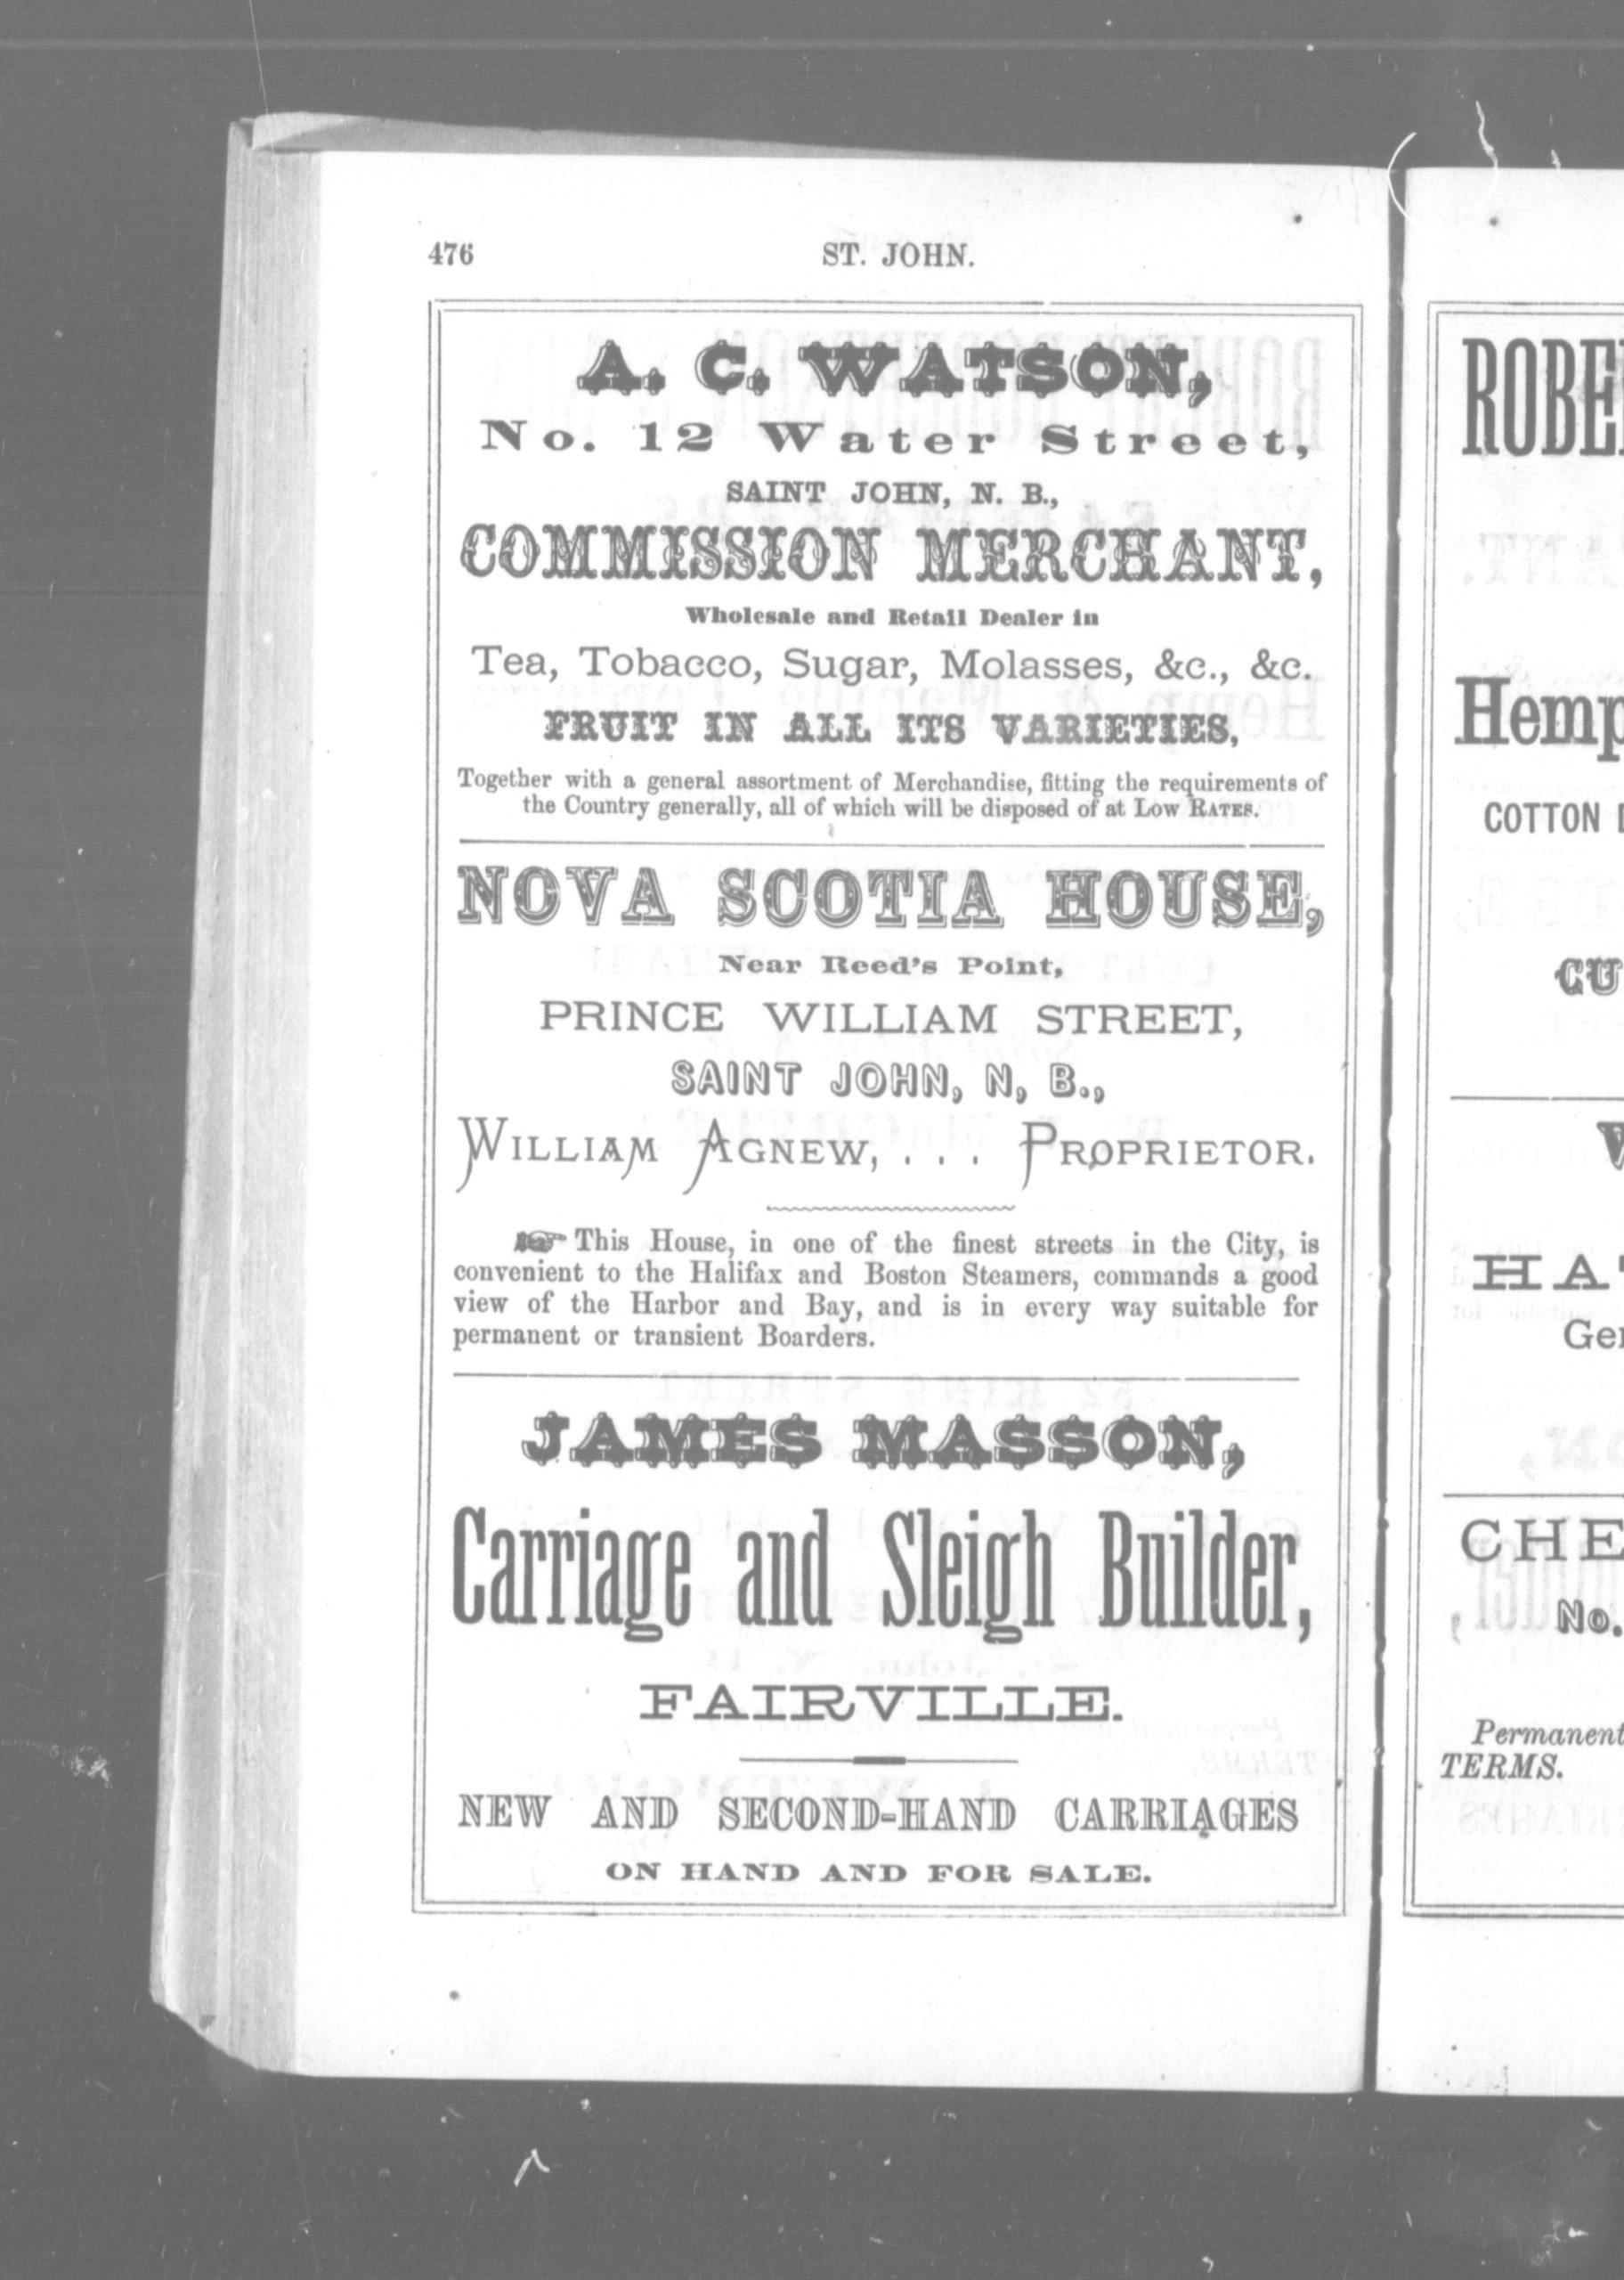 476 ST. JOHN.
A. C. WATSON,
No. 12 Water Street,
SAINT JOHN, N. B.,
COMMISSION MERCHANT,
Wholesale and Retail Dealer in
Tea, Tobacco, Sugar, Molasses, &c., &c.
FRUIT IN ALL ITS VARIETIES,
Together with a general assortment of Merchandise, fitting the requirements of
the Country generally, all of which will be disposed of at LOW RATES.
NOVA SCOTIA HOUSE,
Near Reed's Point,
PRINCE WILLIAM STREET,
SAINT JOHN, N, B.,
WILLIAM AGNEW, . . . PROPRIETOR.
☞ This House, in one of the finest streets in the City, is
convenient to the Halifax and Boston Steamers, commands a good
view of the Harbor and Bay, and is in every way suitable for
permanent or transient Boarders.
JAMES MASSON,
Carriage and Sleigh Builder,
FAIRVILLE.
NEW AND SECOND-HAND CARRIAGES
ON HAND AND FOR SALE.
Hemp
COTTON
No.
Permanent
TERMS.